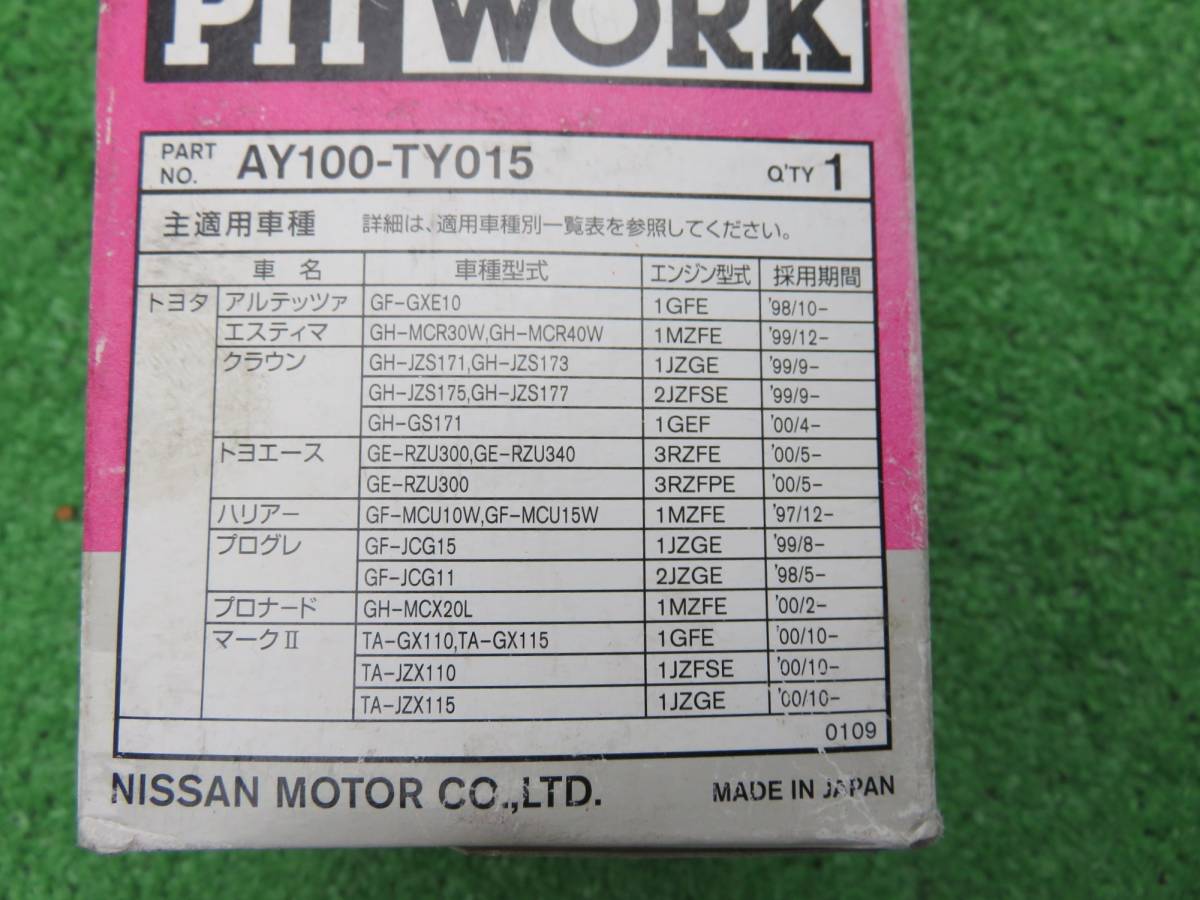 PIT WORK
PART NO. AY100-TY015 Q'TY 1
主適用車種 詳細は、適用車種別一覧表を参照してください。
車名 車種型式 エンジン型式 採用期間
トヨタ アルテッツァ GF-GXE10 1GFE '98/10-
エスティマ GH-MCR30W,GH-MCR40W 1MZFE '99/12-
クラウン GH-JZS171,GH-JZS173 1JZGE '99/9-
GH-JZS175,GH-JZS177 2JZFSE '99/9-
GH-GS171 1GEF '00/4-
トヨエース GE-RZU300,GE-RZU340 3RZFE '00/5-
GE-RZU300 3RZFPE '00/5-
ハリアー GF-MCU10W,GF-MCU15W 1MZFE '97/12-
プログレ GF-JCG15 1JZGE '99/8-
GF-JCG11 2JZGE '98/5-
プロナード GH-MCX20L 1MZFE '00/2-
マークⅡ TA-GX110,TA-GX115 1GFE '00/10-
TA-JZX110 1JZFSE '00/10-
TA-JZX115 1JZGE '00/10-
0109
NISSAN MOTOR CO.,LTD. MADE IN JAPAN